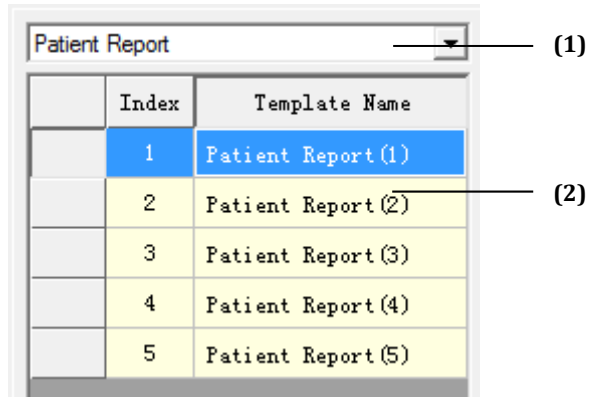 Patient Report (1)
Index Template Name
1 Patient Report(1)
2 Patient Report(2) (2)
3 Patient Report(3)
4 Patient Report(4)
5 Patient Report(5)